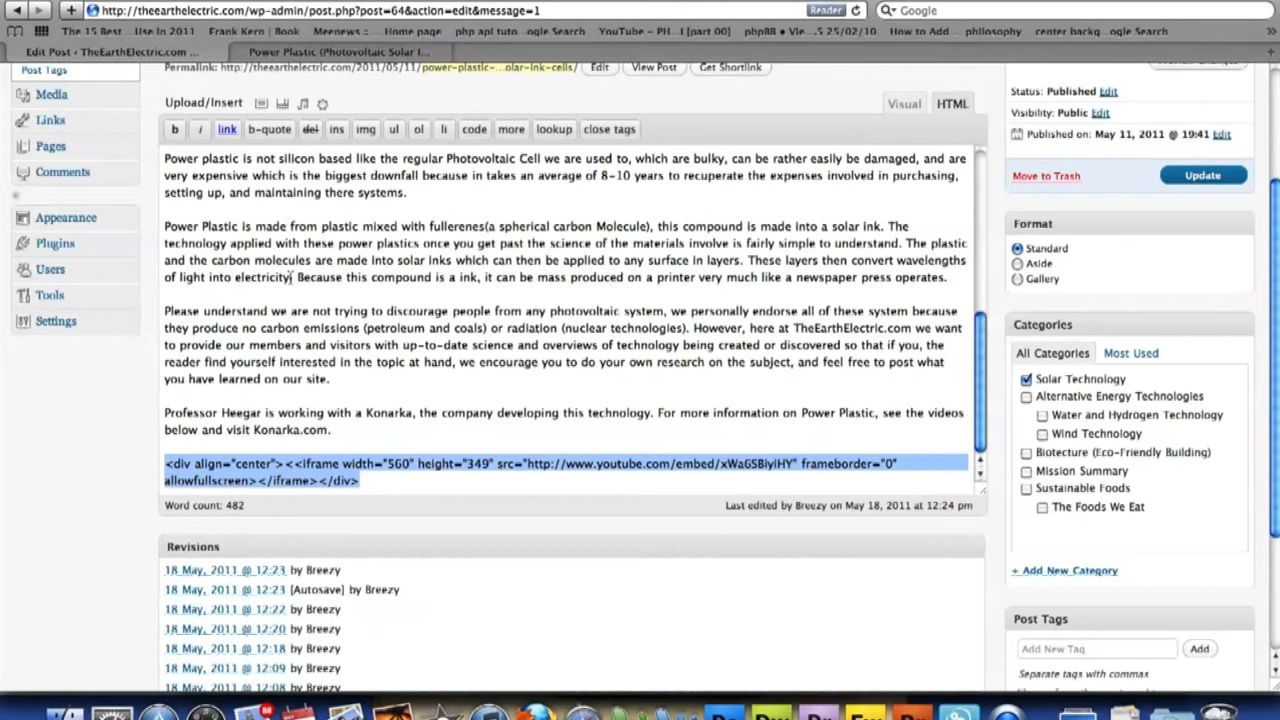 http://theearthelectric.com/wp-admin/post.php?post=64&action=edit&message=1
Reader
Google
The 15 Best ...Use In 2011
Frank Kern | Book
Meenews :: ... Home page
php apl tuto...ogle Search
YouTube - PH...l [part 00]
phpBB • Vie...5 25/02/10
How to Add ... philosophy
center backg...ogle Search
Edit Post ‹ TheEarthElectric.com ...
Power Plastic (Photovoltaic Solar I...
Post Tags
Media
Links
Pages
Comments
Appearance
Plugins
Users
Tools
Settings
Permalink: http://theearthelectric.com/2011/05/11/power-plastic-...olar-ink-cells/ Edit View Post Get Shortlink
Upload/Insert
Visual HTML
b i link b-quote del ins img ul ol li code more lookup close tags
Power plastic is not silicon based like the regular Photovoltaic Cell we are used to, which are bulky, can be rather easily be damaged, and are
very expensive which is the biggest downfall because in takes an average of 8-10 years to recuperate the expenses involved in purchasing,
setting up, and maintaining there systems.
Power Plastic is made from plastic mixed with fullerenes(a spherical carbon Molecule), this compound is made into a solar ink. The
technology applied with these power plastics once you get past the science of the materials involve is fairly simple to understand. The plastic
and the carbon molecules are made into solar inks which can then be applied to any surface in layers. These layers then convert wavelengths
of light into electricity. Because this compound is a ink, it can be mass produced on a printer very much like a newspaper press operates.
Please understand we are not trying to discourage people from any photovoltaic system, we personally endorse all of these system because
they produce no carbon emissions (petroleum and coals) or radiation (nuclear technologies). However, here at TheEarthElectric.com we want
to provide our members and visitors with up-to-date science and overviews of technology being created or discovered so that if you, the
reader find yourself interested in the topic at hand, we encourage you to do your own research on the subject, and feel free to post what
you have learned on our site.
Professor Heegar is working with a Konarka, the company developing this technology. For more information on Power Plastic, see the videos
below and visit Konarka.com.
<div align="center"><<iframe width="560" height="349" src="http://www.youtube.com/embed/xWaGSBiyiHY" frameborder="0"
allowfullscreen></iframe></div>
Word count: 482
Last edited by Breezy on May 18, 2011 at 12:24 pm
Revisions
18 May, 2011 @ 12:23 by Breezy
18 May, 2011 @ 12:23 [Autosave] by Breezy
18 May, 2011 @ 12:22 by Breezy
18 May, 2011 @ 12:20 by Breezy
18 May, 2011 @ 12:18 by Breezy
18 May, 2011 @ 12:09 by Breezy
18 May, 2011 @ 12:08 by Breezy
Status: Published Edit
Visibility: Public Edit
Published on: May 11, 2011 @ 19:41 Edit
Move to Trash
Update
Format
Standard
Aside
Gallery
Categories
All Categories Most Used
Solar Technology
Alternative Energy Technologies
Water and Hydrogen Technology
Wind Technology
Biotecture (Eco-Friendly Building)
Mission Summary
Sustainable Foods
The Foods We Eat
+ Add New Category
Post Tags
Add New Tag
Add
Separate tags with commas
88